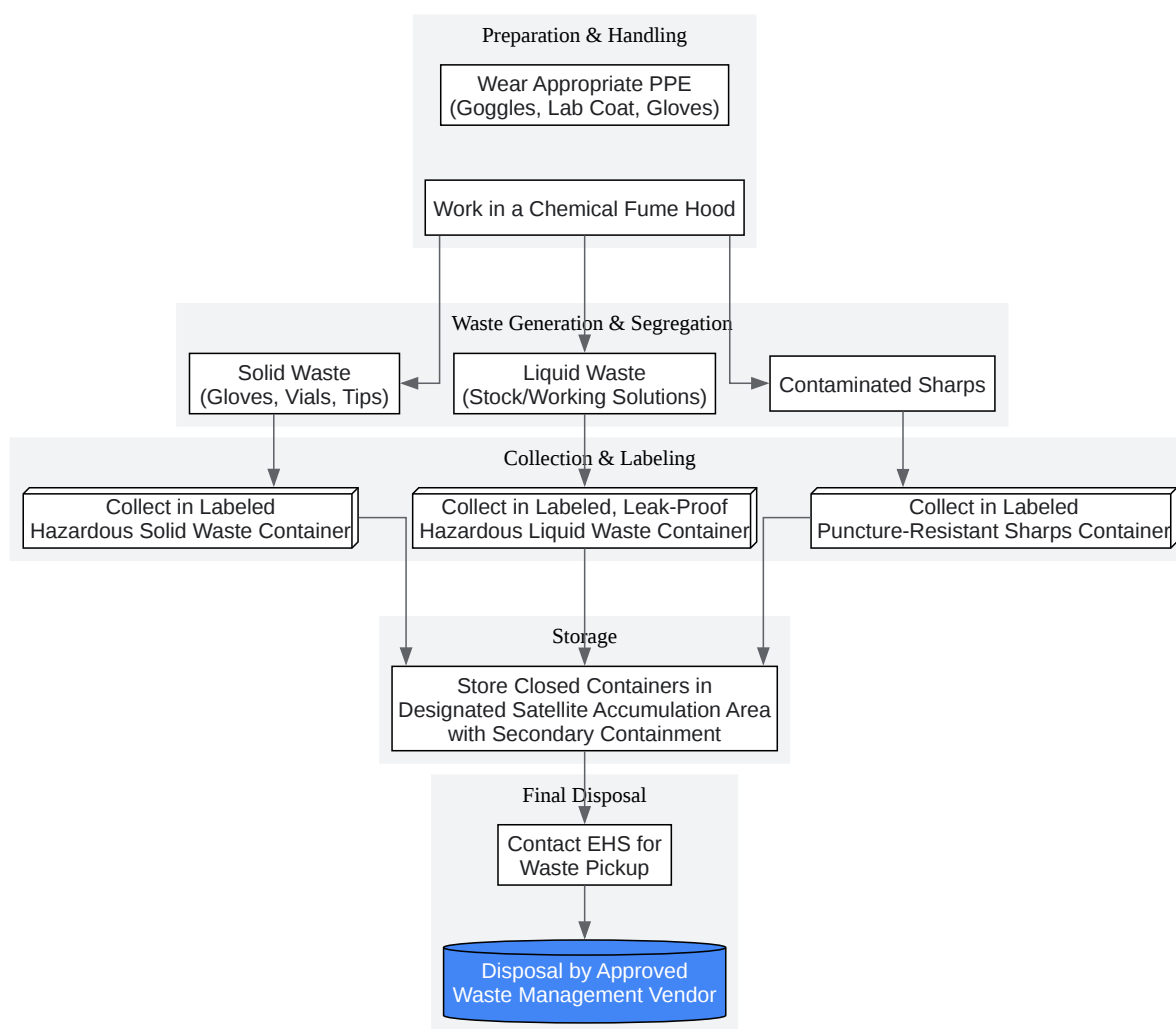 Preparation & Handling
Wear Appropriate PPE
(Goggles, Lab Coat, Gloves)
Work in a Chemical Fume Hood
Waste Generation & Segregation
Solid Waste
(Gloves, Vials, Tips)
Liquid Waste
(Stock/Working Solutions)
Contaminated Sharps
Collection & Labeling
Collect in Labeled
Hazardous Solid Waste Container
Collect in Labeled, Leak-Proof
Hazardous Liquid Waste Container
Collect in Labeled
Puncture-Resistant Sharps Container
Storage
Store Closed Containers in
Designated Satellite Accumulation Area
with Secondary Containment
Final Disposal
Contact EHS for
Waste Pickup
Disposal by Approved
Waste Management Vendor